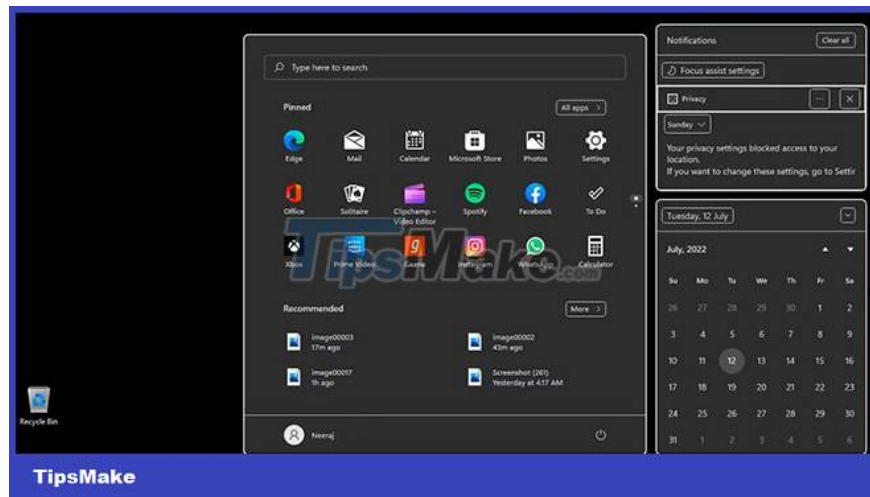 Type here to search
Pinned
All apps >
Edge
Mail
Calendar
Microsoft Store
Photos
Settings
Office
Solitaire
Clipchamp –
Video Editor
Spotify
Facebook
To Do
Xbox
Prime Video
Gaana
Instagram
WhatsApp
Calculator
TipsMake.com
Recommended
More >
image00003
17m ago
image00002
43m ago
image00017
1h ago
Screenshot (261)
Yesterday at 4:17 AM
Neeraj
Recycle Bin
Notifications
Clear all
Focus assist settings
Privacy
...
Sunday
Your privacy settings blocked access to your
location.
If you want to change these settings, go to Settir
Tuesday, 12 July
July, 2022
Su Mo Tu We Th Fr Sa
26 27 28 29 30 1 2
3 4 5 6 7 8 9
10 11 12 13 14 15 16
17 18 19 20 21 22 23
24 25 26 27 28 29 30
31 1 2 3 4 5 6
TipsMake